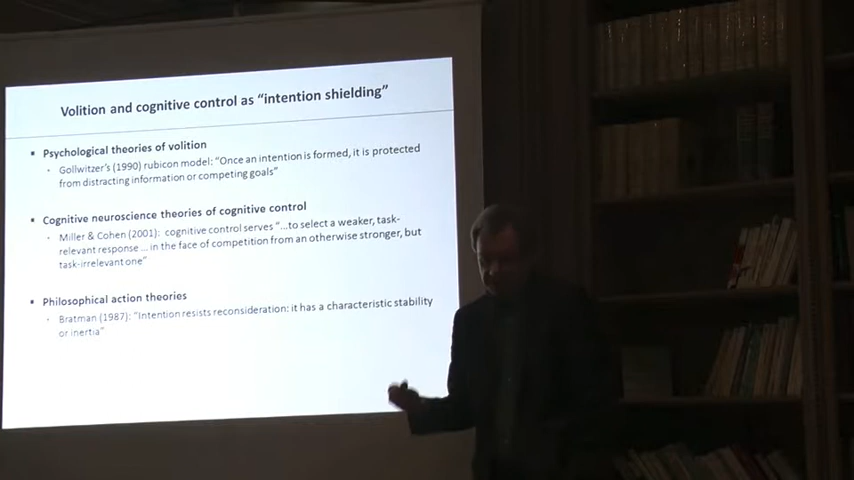 Volition and cognitive control as “intention shielding”
▪ Psychological theories of volition
• Gollwitzer’s (1990) rubicon model: “Once an intention is formed, it is protected
from distracting information or competing goals”
▪ Cognitive neuroscience theories of cognitive control
• Miller & Cohen (2001): cognitive control serves “...to select a weaker, task-
relevant response ... in the face of competition from an otherwise stronger, but
task-irrelevant one”
▪ Philosophical action theories
• Bratman (1987): “Intention resists reconsideration: it has a characteristic stability
or inertia”